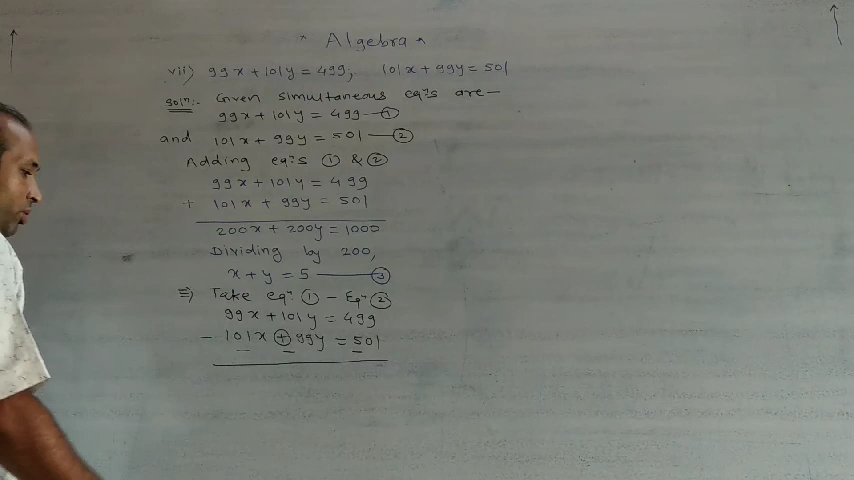 * Algebra *
vii) 99x + 101y = 499; 101x + 99y = 501
Solⁿ:- Given simultaneous eqⁿs are—
99x + 101y = 499 — ①
and 101x + 99y = 501 — ②
Adding eqⁿs ① & ②
99x + 101y = 499
+ 101x + 99y = 501
200x + 200y = 1000
Dividing by 200,
x + y = 5 — ③
⇒ Take eqⁿ ① - Eqⁿ ②
99x + 101y = 499
- 101x ⊕ 99y = 501